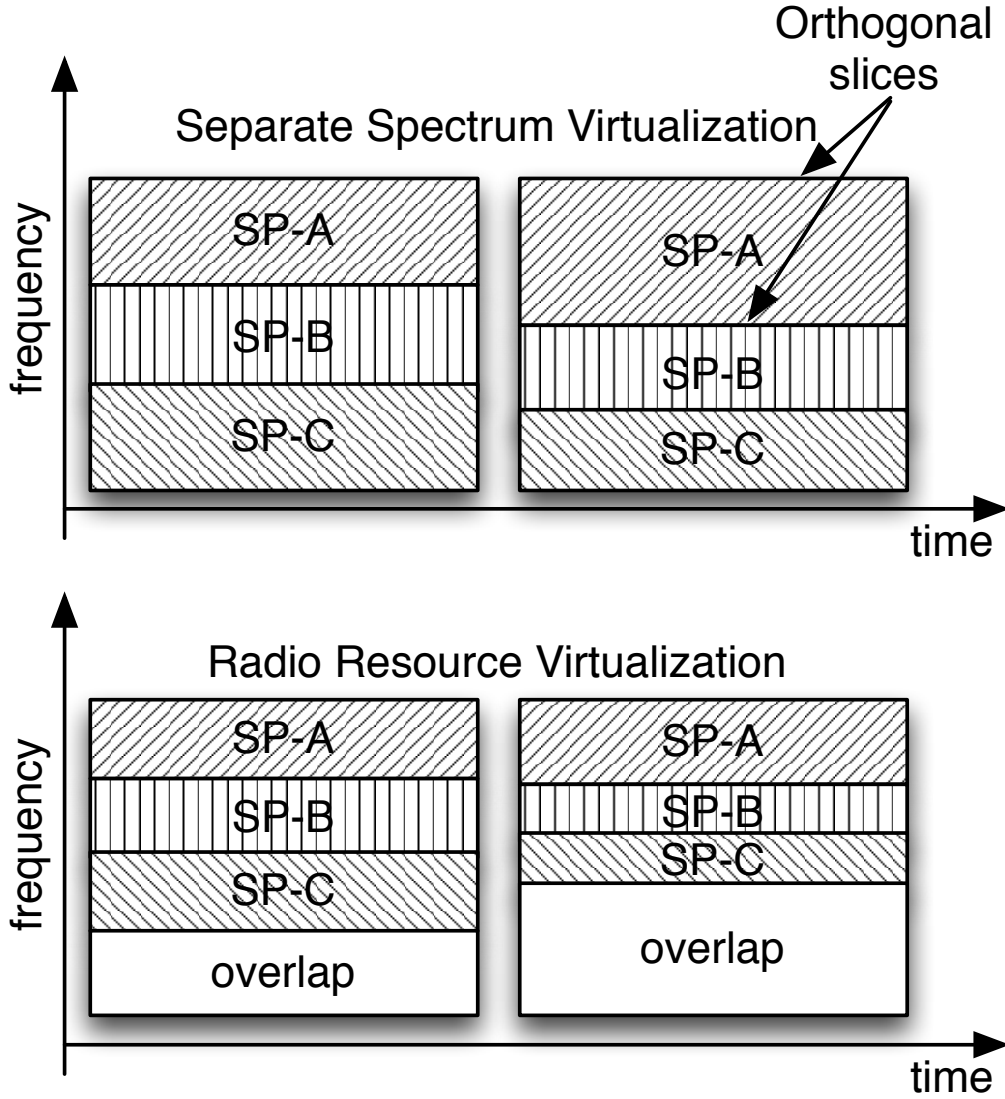 Orthogonal
slices
Separate Spectrum Virtualization
frequency
SP-A
SP-B
SP-C
SP-A
SP-B
SP-C
time
Radio Resource Virtualization
frequency
SP-A
SP-B
SP-C
overlap
SP-A
SP-B
SP-C
overlap
time